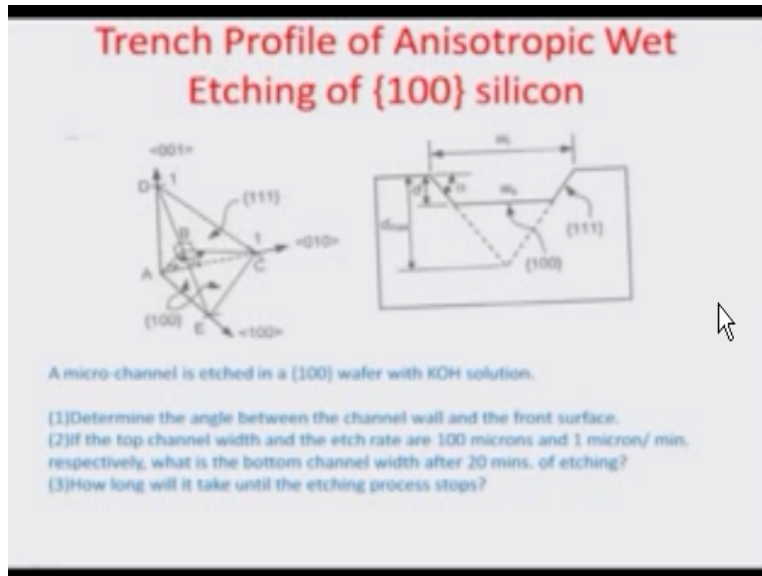 Trench Profile of Anisotropic Wet
Etching of {100} silicon
<001>
D
1
{111}
B
1
<010>
A
C
{100}
E
<100>
d
α
{111}
{100}
A micro-channel is etched in a {100} wafer with KOH solution.
(1)Determine the angle between the channel wall and the front surface.
(2)If the top channel width and the etch rate are 100 microns and 1 micron/ min.
respectively, what is the bottom channel width after 20 mins. of etching?
(3)How long will it take until the etching process stops?